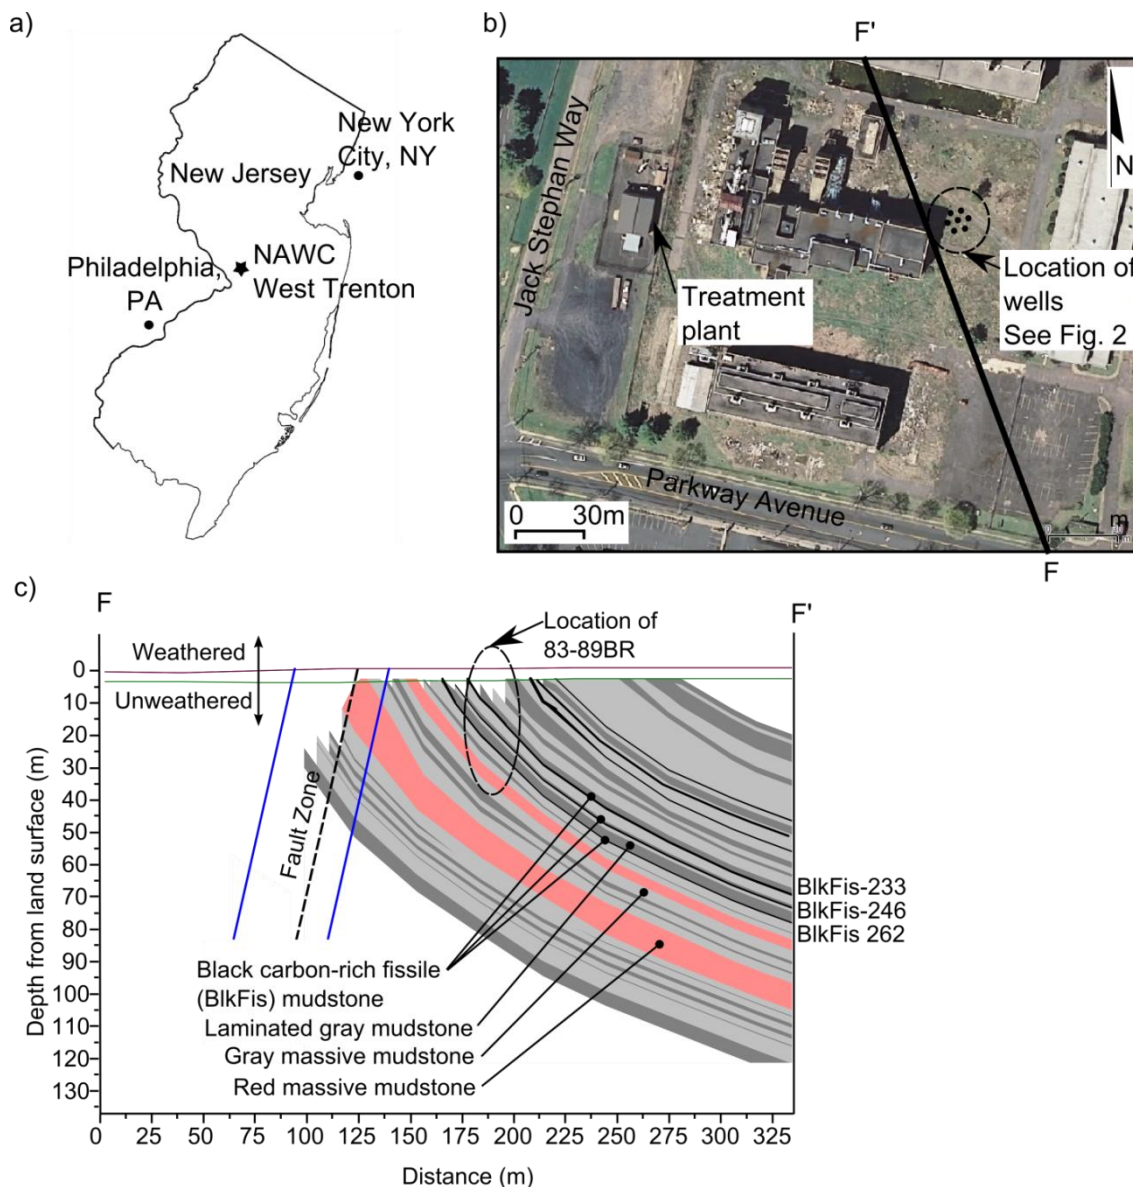 a)
New York
City, NY
New Jersey
Philadelphia,
PA
NAWC
West Trenton
b)
F'
N
Jack Stephan Way
Treatment
plant
Location of
wells
See Fig. 2
Parkway Avenue
0 30m
m
F
c)
F
F'
Location of
83-89BR
Weathered
Unweathered
Fault Zone
Depth from land surface (m)
0
10
20
30
40
50
60
70
80
90
100
110
120
130
BlkFis-233
BlkFis-246
BlkFis 262
Black carbon-rich fissile
(BlkFis) mudstone
Laminated gray mudstone
Gray massive mudstone
Red massive mudstone
0 25 50 75 100 125 150 175 200 225 250 275 300 325
Distance (m)